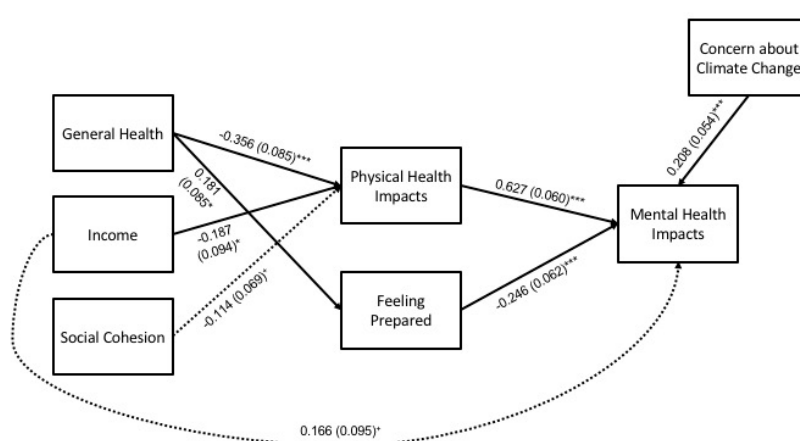 Concern about
Climate Change
0.208 (0.054)***
General Health
-0.356 (0.085)***
0.181
(0.085*
Physical Health
Impacts
0.627 (0.060)***
Mental Health
Impacts
Income
-0.187
(0.094)*
-0.114 (0.069)+
Feeling
Prepared
-0.246 (0.062)***
Social Cohesion
0.166 (0.095)+